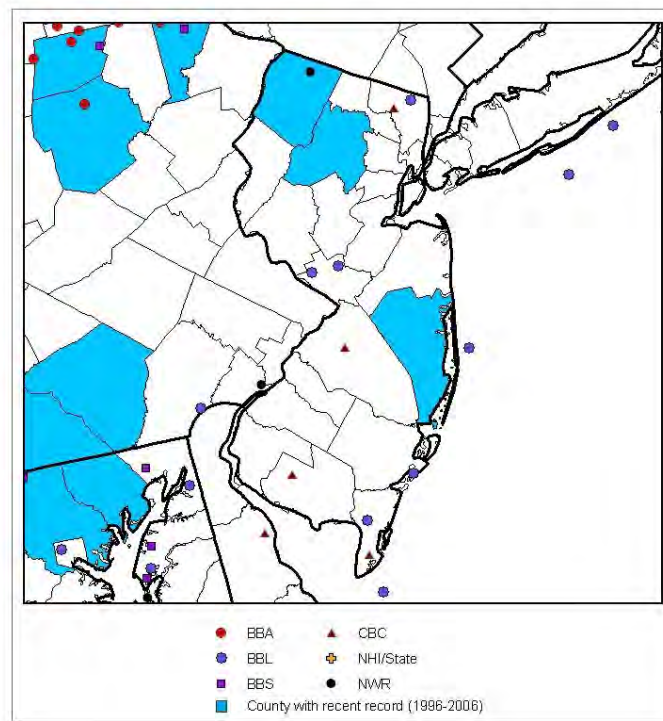 BBA CBC
BBL NHI/State
BBS NWR
County with recent record (1996-2006)